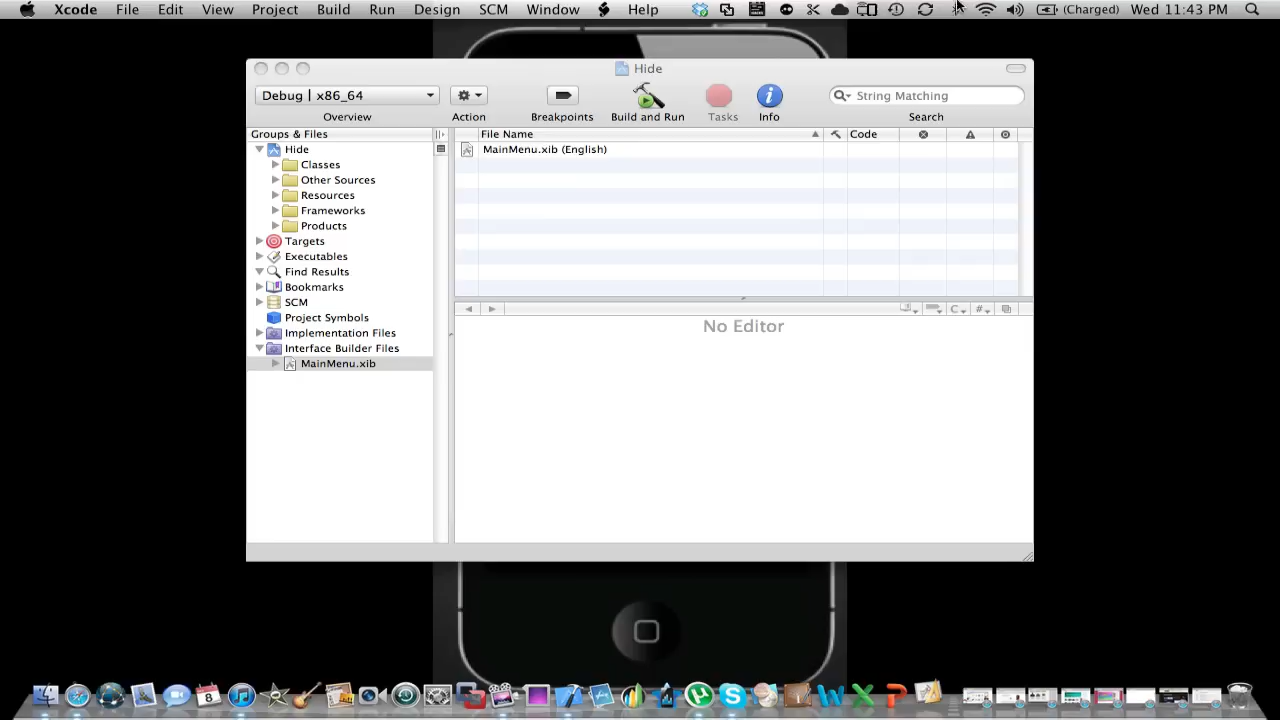 Xcode File Edit View Project Build Run Design SCM Window Help (Charged) Wed 11:43 PM
Hide
Debug | x86_64 String Matching
Overview Action Breakpoints Build and Run Tasks Info Search
Groups & Files File Name Code
Hide MainMenu.xib (English)
Classes
Other Sources
Resources
Frameworks
Products
Targets
Executables
Find Results
Bookmarks
SCM C #
Project Symbols No Editor
Implementation Files
Interface Builder Files
MainMenu.xib
8